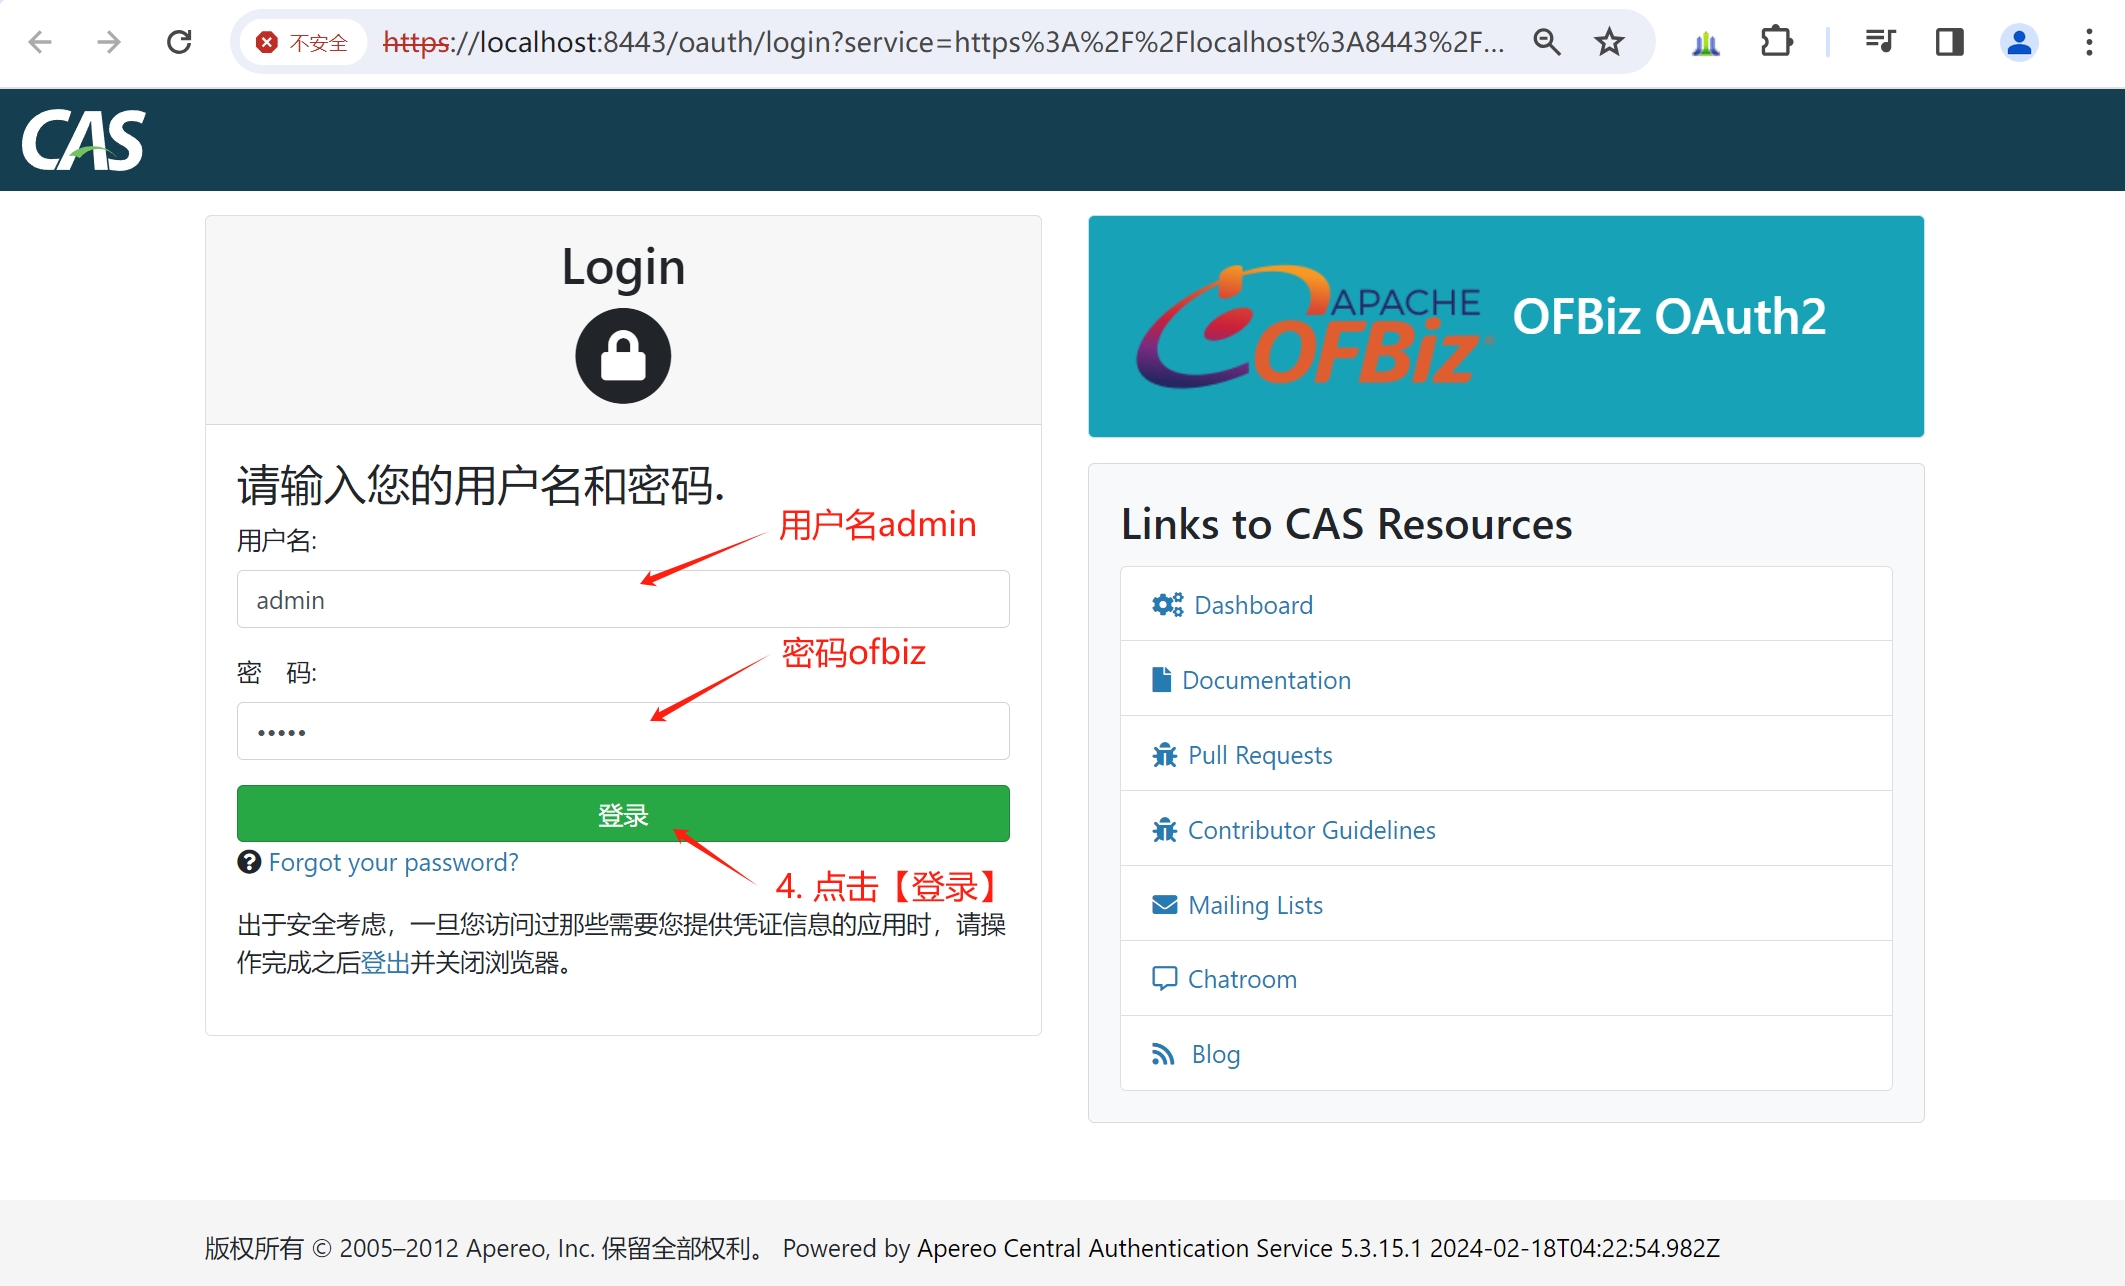 不安全 https://localhost:8443/oauth/login?service=https%3A%2F%2Flocalhost%3A8443%2F...
CAS
Login
请输入您的用户名和密码.
用户名admin
用户名:
admin
密码ofbiz
密 码:
•••••
登录
Forgot your password?
4. 点击【登录】
出于安全考虑，一旦您访问过那些需要您提供凭证信息的应用时，请操
作完成之后登出并关闭浏览器。
APACHE
OFBiz
OFBiz OAuth2
Links to CAS Resources
Dashboard
Documentation
Pull Requests
Contributor Guidelines
Mailing Lists
Chatroom
Blog
版权所有 © 2005–2012 Apereo, Inc. 保留全部权利。 Powered by Apereo Central Authentication Service 5.3.15.1 2024-02-18T04:22:54.982Z